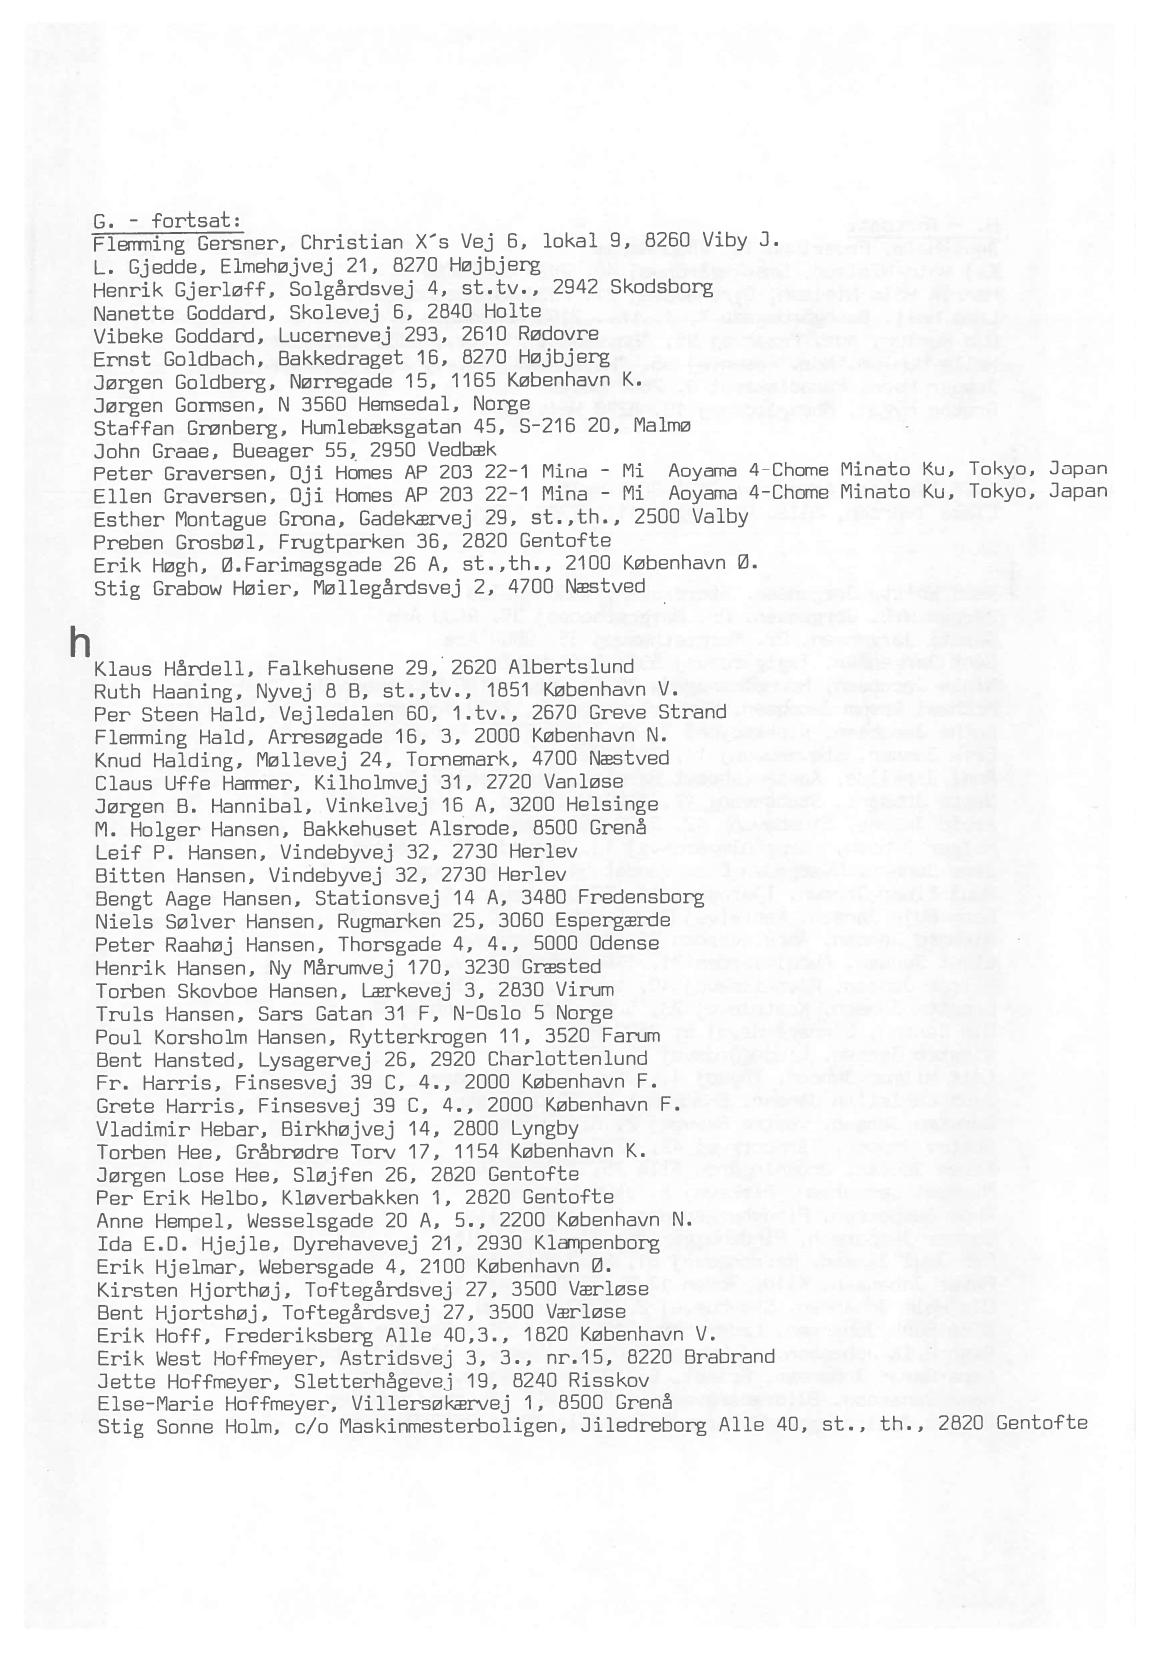 G. - fortsat:
Flemming Gersner, Christian X´s Vej 6, lokal 9, 8260 Viby J.
L. Gjedde, Elmehøjvej 21, 8270 Højbjerg
Henrik Gjerløff, Solgårdsvej 4, st.tv., 2942 Skodsborg
Nanette Goddard, Skolevej 6, 2840 Holte
Vibeke Goddard, Lucernevej 293, 2610 Rødovre
Ernst Goldbach, Bakkedraget 16, 8270 Højbjerg
Jørgen Goldberg, Nørregade 15, 1165 København K.
Jørgen Gormsen, N 3560 Hemsedal, Norge
Staffan Grønberg, Humlebæksgatan 45, S-216 20, Malmø
John Graae, Bueager 55, 2950 Vedbæk
Peter Graversen, Oji Homes AP 203 22-1 Mina - Mi Aoyama 4-Chome Minato Ku, Tokyo, Japan
Ellen Graversen, Oji Homes AP 203 22-1 Mina - Mi Aoyama 4-Chome Minato Ku, Tokyo, Japan
Esther Montague Grona, Gadekærvej 29, st.,th., 2500 Valby
Preben Grosbøl, Frugtparken 36, 2820 Gentofte
Erik Høgh, Ø.Farimagsgade 26 A, st.,th., 2100 København Ø.
Stig Grabow Høier, Møllegårdsvej 2, 4700 Næstved
h
Klaus Hårdell, Falkehusene 29, 2620 Albertslund
Ruth Haaning, Nyvej 8 B, st.,tv., 1851 København V.
Per Steen Hald, Vejledalen 60, 1.tv., 2670 Greve Strand
Flemming Hald, Arresøgade 16, 3, 2000 København N.
Knud Halding, Møllevej 24, Tornemark, 4700 Næstved
Claus Uffe Hammer, Kilholmvej 31, 2720 Vanløse
Jørgen B. Hannibal, Vinkelvej 16 A, 3200 Helsinge
M. Holger Hansen, Bakkehuset Alsrode, 8500 Grenå
Leif P. Hansen, Vindebyvej 32, 2730 Herlev
Bitten Hansen, Vindebyvej 32, 2730 Herlev
Bengt Aage Hansen, Stationsvej 14 A, 3480 Fredensborg
Niels Sølver Hansen, Rugmarken 25, 3060 Espergærde
Peter Raahøj Hansen, Thorsgade 4, 4., 5000 Odense
Henrik Hansen, Ny Mårumvej 170, 3230 Græsted
Torben Skovboe Hansen, Lærkevej 3, 2830 Virum
Truls Hansen, Sars Gatan 31 F, N-Oslo 5 Norge
Poul Korsholm Hansen, Rytterkrogen 11, 3520 Farum
Bent Hansted, Lysagervej 26, 2920 Charlottenlund
Fr. Harris, Finsesvej 39 C, 4., 2000 København F.
Grete Harris, Finsesvej 39 C, 4., 2000 København F.
Vladimir Hebar, Birkhøjvej 14, 2800 Lyngby
Torben Hee, Gråbrødre Torv 17, 1154 København K.
Jørgen Lose Hee, Sløjfen 26, 2820 Gentofte
Per Erik Helbo, Kløverbakken 1, 2820 Gentofte
Anne Hempel, Wesselsgade 20 A, 5., 2200 København N.
Ida E.D. Hjejle, Dyrehavevej 21, 2930 Klampenborg
Erik Hjelmar, Webersgade 4, 2100 København Ø.
Kirsten Hjorthøj, Toftegårdsvej 27, 3500 Værløse
Bent Hjortshøj, Toftegårdsvej 27, 3500 Værløse
Erik Hoff, Frederiksberg Alle 40,3., 1820 København V.
Erik West Hoffmeyer, Astridsvej 3, 3., nr.15, 8220 Brabrand
Jette Hoffmeyer, Sletterhågevej 19, 8240 Risskov
Else-Marie Hoffmeyer, Villersøkærvej 1, 8500 Grenå
Stig Sonne Holm, c/o Maskinmesterboligen, Jiledreborg Alle 40, st., th., 2820 Gentofte